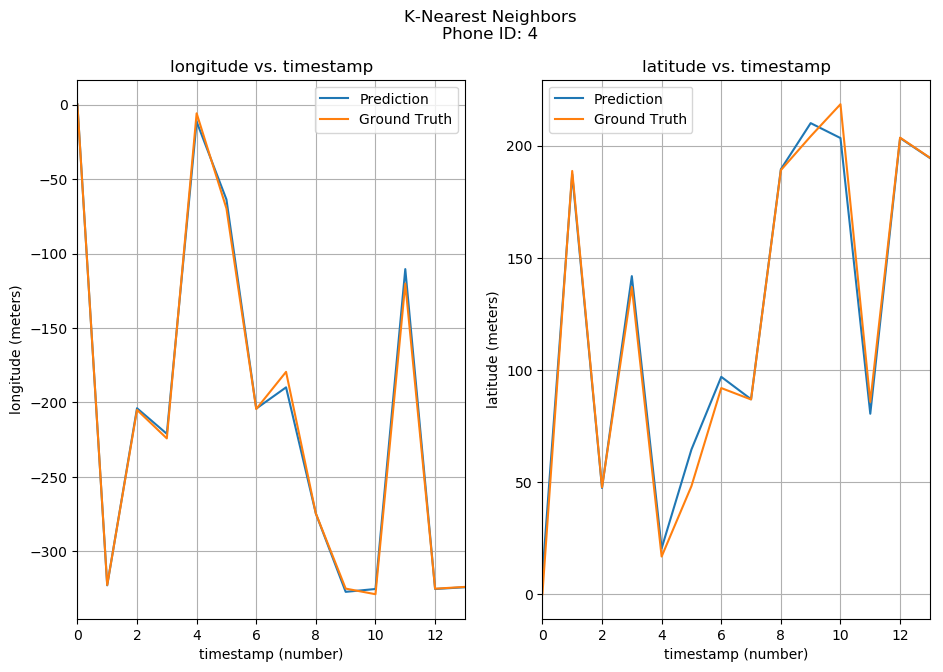 K-Nearest Neighbors
Phone ID: 4
longitude vs. timestamp
Prediction
Ground Truth
0
−50
−100
−150
−200
−250
−300
longitude (meters)
0 2 4 6 8 10 12
timestamp (number)
latitude vs. timestamp
Prediction
Ground Truth
200
150
100
50
0
latitude (meters)
0 2 4 6 8 10 12
timestamp (number)